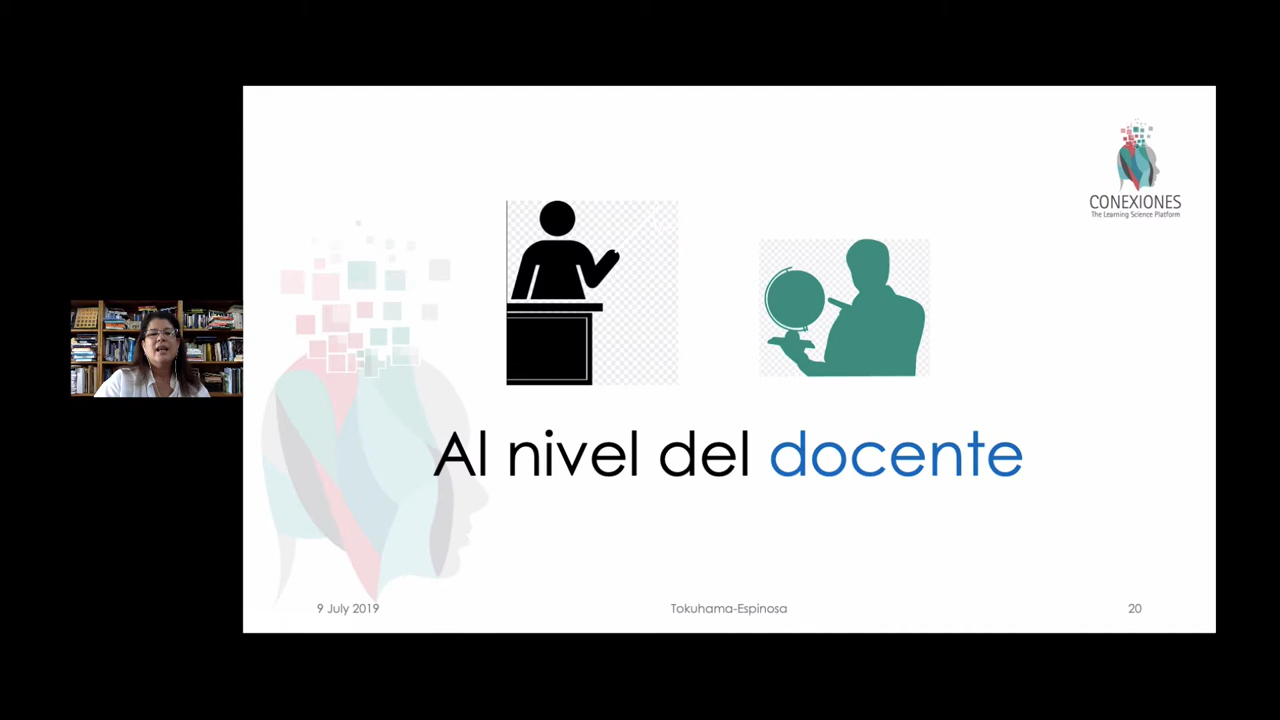 CONEXIONES
The Learning Science Platform
Al nivel del docente
9 July 2019
Tokuhama-Espinosa
20